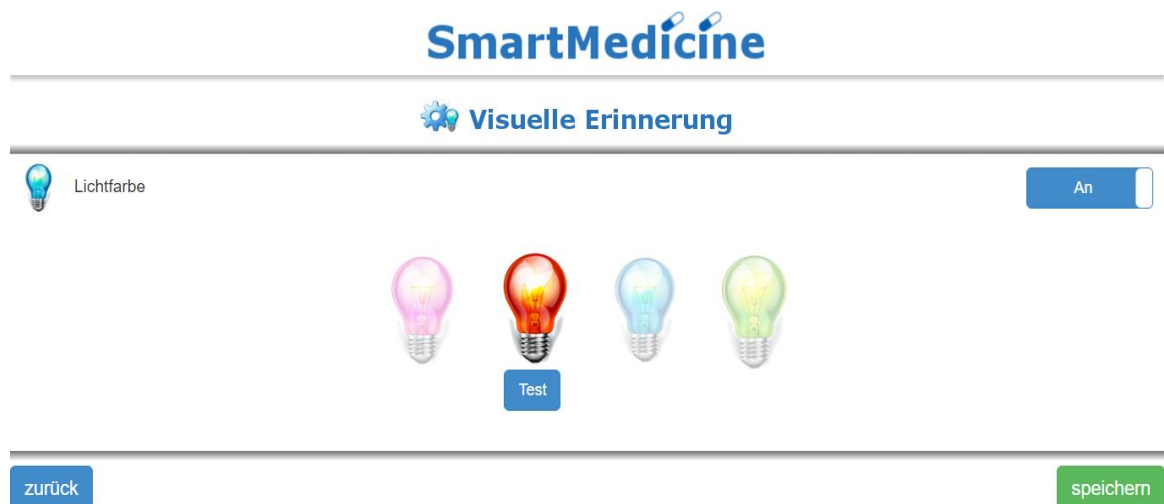 SmartMedicine
Visuelle Erinnerung
Lichtfarbe
An
Test
zurück
speichern